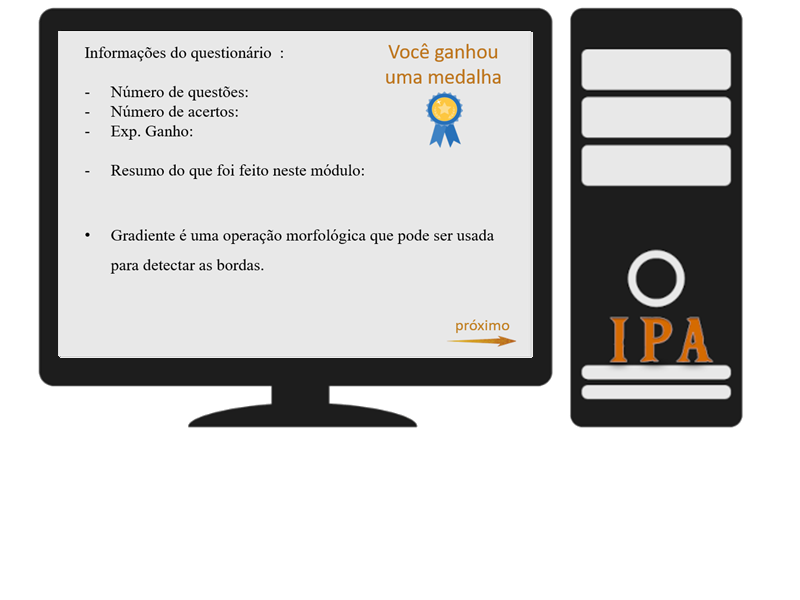 Informações do questionário :
Você ganhou
uma medalha
- Número de questões:
- Número de acertos:
- Exp. Ganho:
- Resumo do que foi feito neste módulo:
• Gradiente é uma operação morfológica que pode ser usada
para detectar as bordas.
próximo
IPA